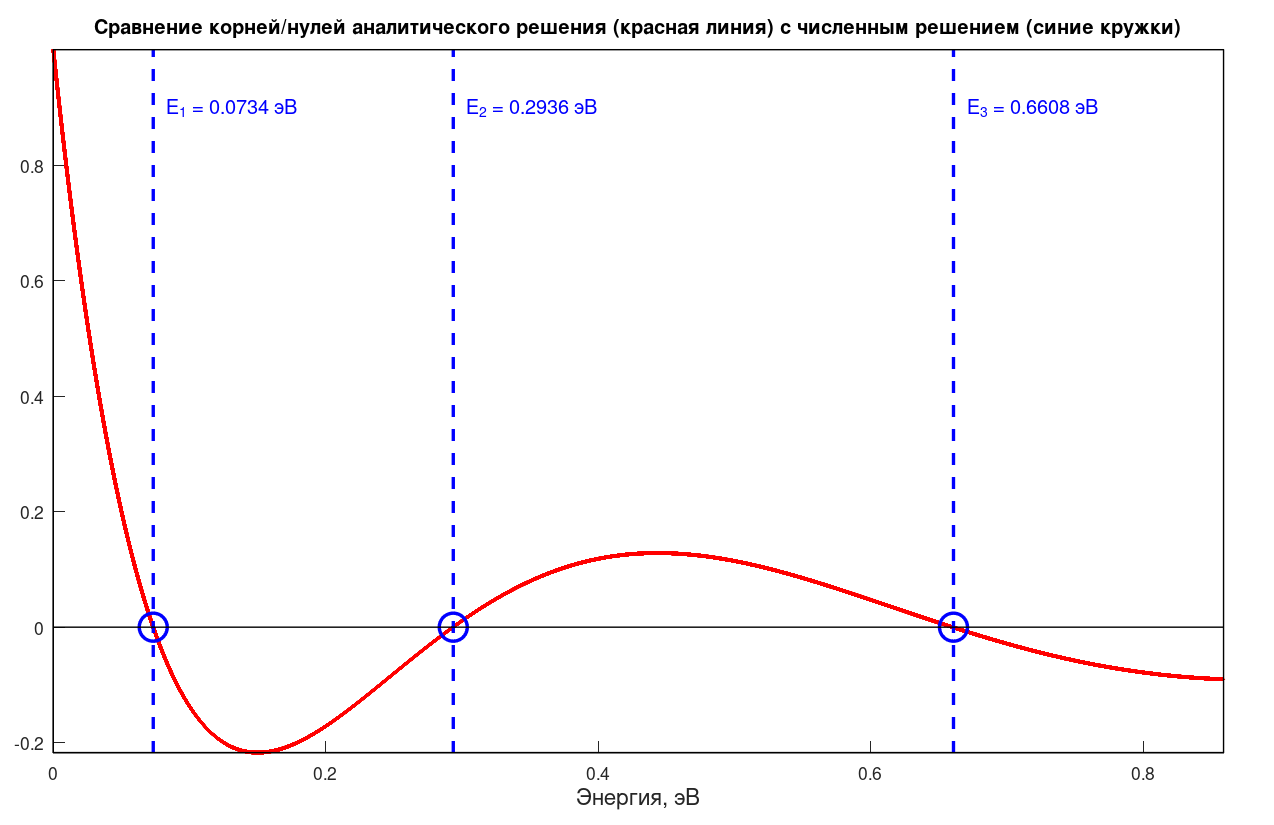 Сравнение корней/нулей аналитического решения (красная линия) с численным решением (синие кружки)
E₁ = 0.0734 эВ
E₂ = 0.2936 эВ
E₃ = 0.6608 эВ
0.8
0.6
0.4
0.2
0
-0.2
0
0.2
0.4
0.6
0.8
Энергия, эВ